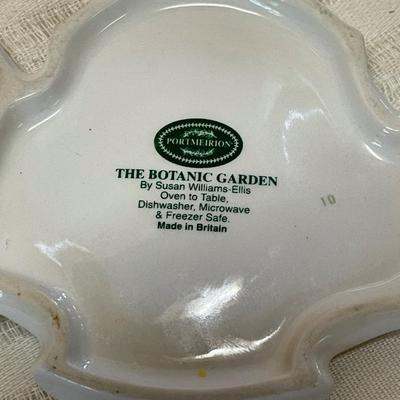 PORTMEIRION
THE BOTANIC GARDEN
By Susan Williams-Ellis
Oven to Table,
Dishwasher, Microwave
& Freezer Safe.
Made in Britain
10